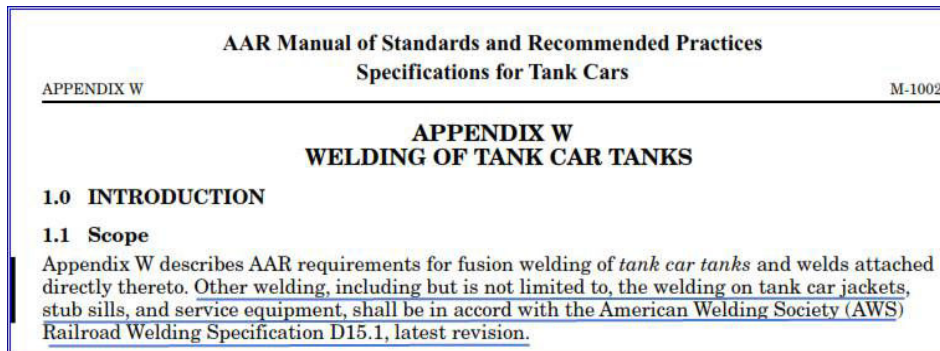 AAR Manual of Standards and Recommended Practices
Specifications for Tank Cars
APPENDIX W M-1002
APPENDIX W
WELDING OF TANK CAR TANKS
1.0 INTRODUCTION
1.1 Scope
Appendix W describes AAR requirements for fusion welding of tank car tanks and welds attached
directly thereto. Other welding, including but is not limited to, the welding on tank car jackets,
stub sills, and service equipment, shall be in accord with the American Welding Society (AWS)
Railroad Welding Specification D15.1, latest revision.